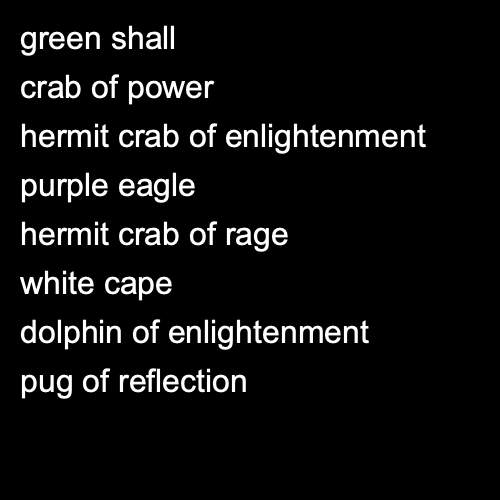 green shall
crab of power
hermit crab of enlightenment
purple eagle
hermit crab of rage
white cape
dolphin of enlightenment
pug of reflection